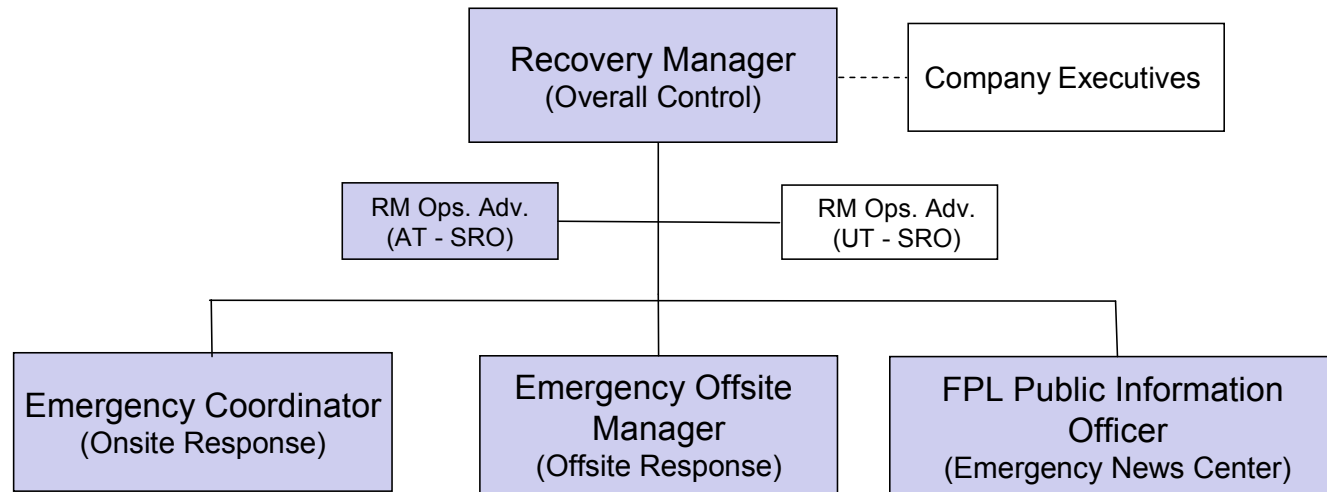 Recovery Manager
(Overall Control)
Company Executives
RM Ops. Adv.
(AT - SRO)
RM Ops. Adv.
(UT - SRO)
Emergency Coordinator
(Onsite Response)
Emergency Offsite
Manager
(Offsite Response)
FPL Public Information
Officer
(Emergency News Center)